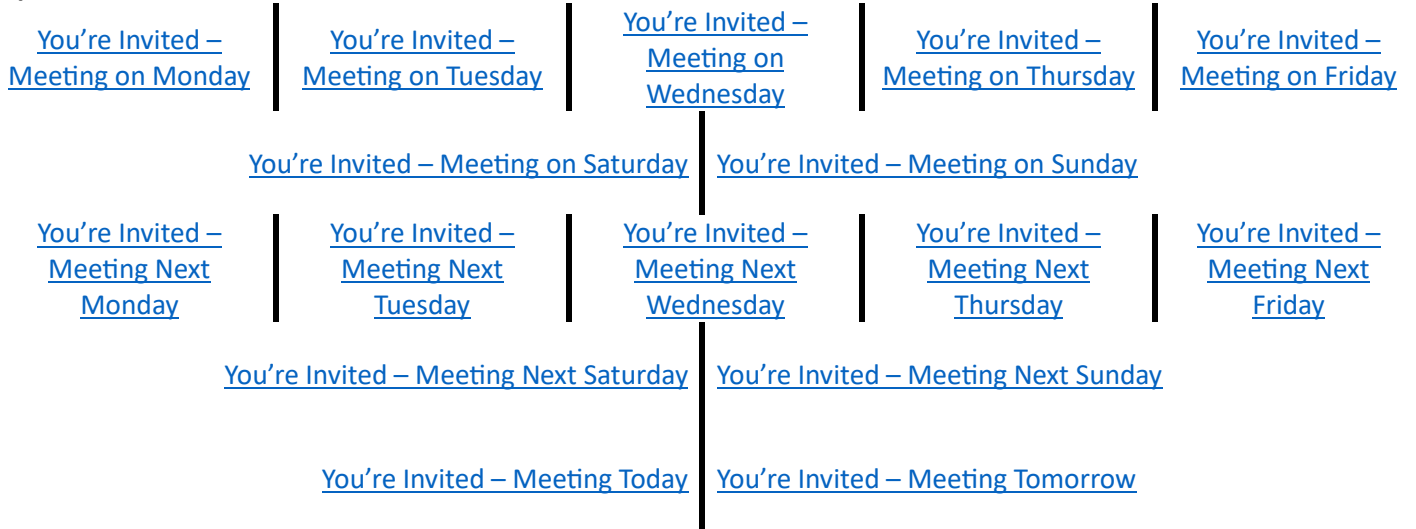 You’re Invited –
Meeting on Monday
You’re Invited –
Meeting on Tuesday
You’re Invited –
Meeting on
Wednesday
You’re Invited –
Meeting on Thursday
You’re Invited –
Meeting on Friday
You’re Invited – Meeting on Saturday
You’re Invited – Meeting on Sunday
You’re Invited –
Meeting Next
Monday
You’re Invited –
Meeting Next
Tuesday
You’re Invited –
Meeting Next
Wednesday
You’re Invited –
Meeting Next
Thursday
You’re Invited –
Meeting Next
Friday
You’re Invited – Meeting Next Saturday
You’re Invited – Meeting Next Sunday
You’re Invited – Meeting Today
You’re Invited – Meeting Tomorrow